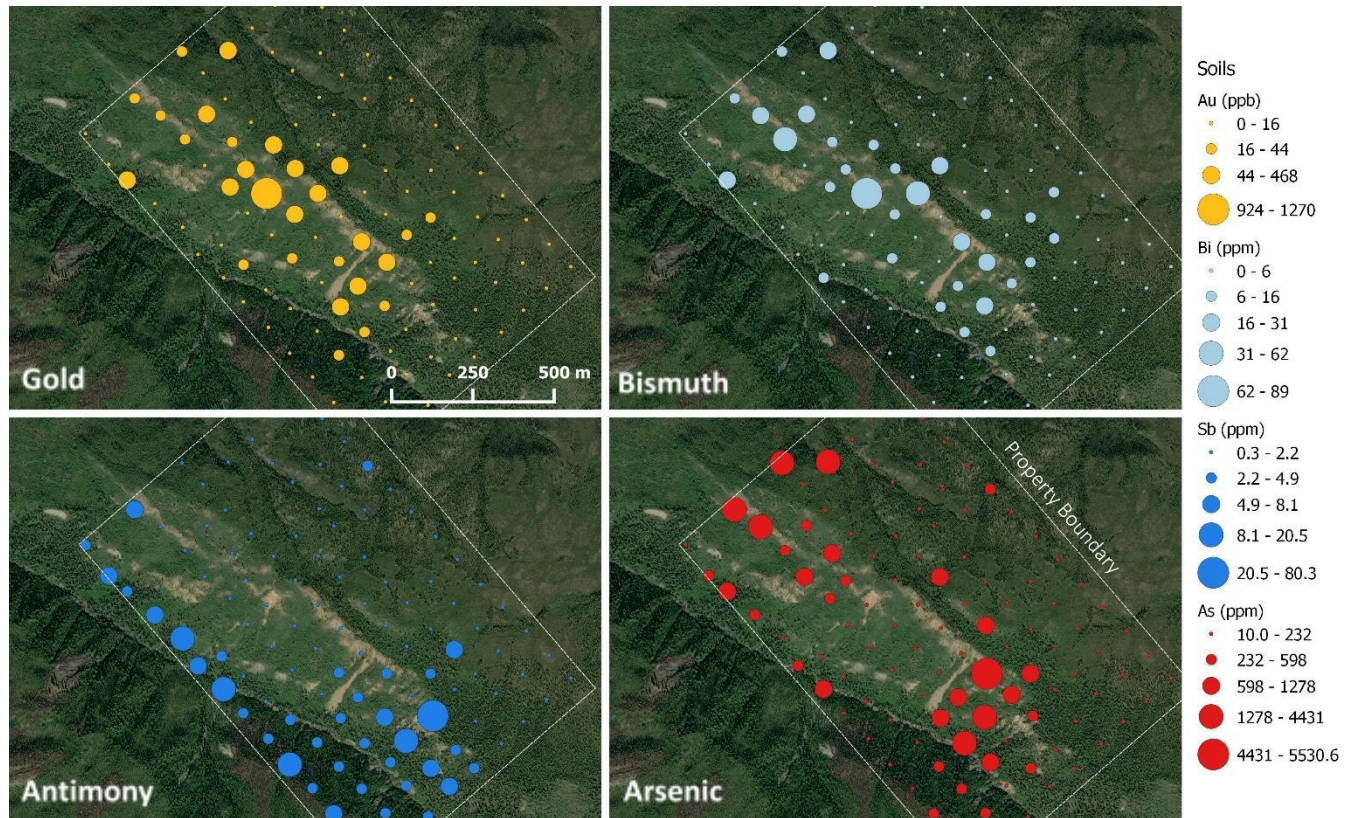 Gold
0 250 500 m
Bismuth
Antimony
Arsenic
Property Boundary
Soils
Au (ppb)
0 - 16
16 - 44
44 - 468
924 - 1270
Bi (ppm)
0 - 6
6 - 16
16 - 31
31 - 62
62 - 89
Sb (ppm)
0.3 - 2.2
2.2 - 4.9
4.9 - 8.1
8.1 - 20.5
20.5 - 80.3
As (ppm)
10.0 - 232
232 - 598
598 - 1278
1278 - 4431
4431 - 5530.6